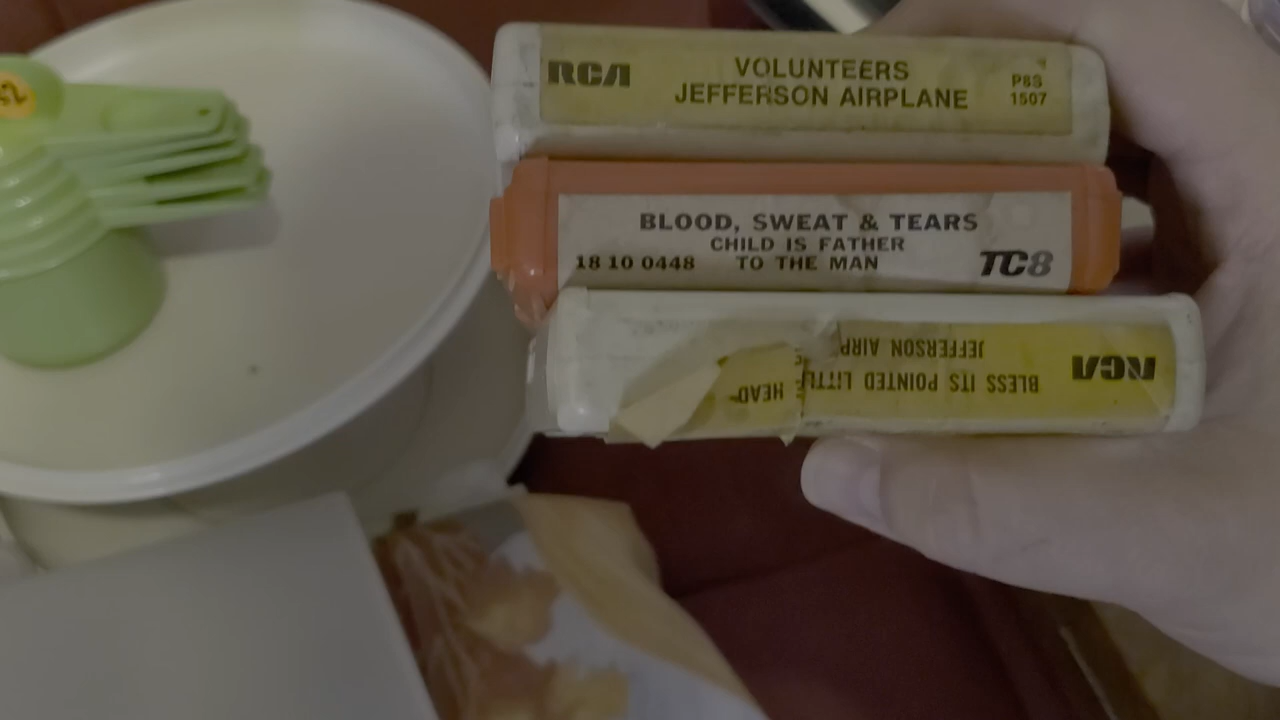 RCA
VOLUNTEERS
JEFFERSON AIRPLANE
P8S
1507
BLOOD, SWEAT & TEARS
CHILD IS FATHER
TO THE MAN
18 10 0448
TC8
RCA
BLESS ITS POINTED LITTL
HEAD
JEFFERSON AIRP